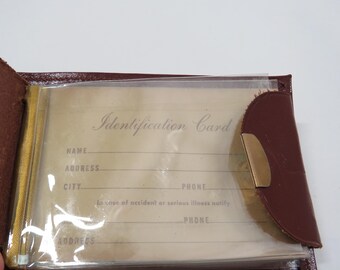 Identification Card
NAME
ADDRESS
CITY PHONE
In case of accident or serious illness notify
PHONE
ADDRESS